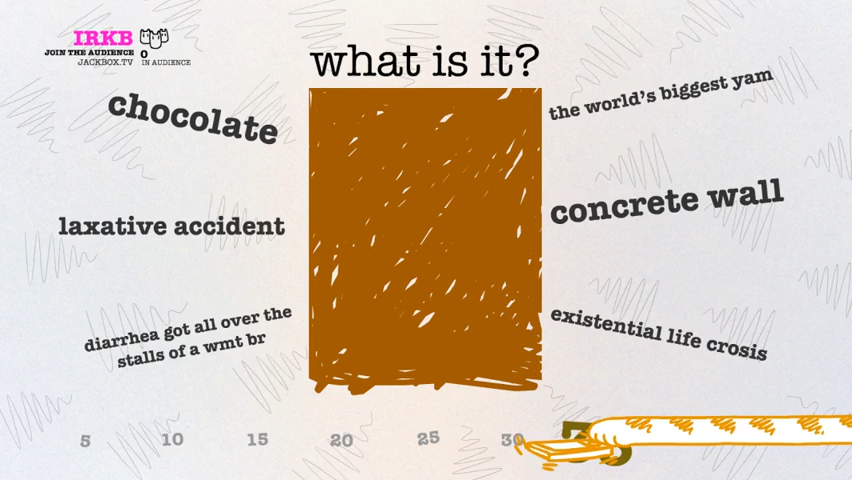 IRKB
JOIN THE AUDIENCE
JACKBOX.TV
0
IN AUDIENCE
what is it?
chocolate
the world's biggest yam
laxative accident
concrete wall
diarrhea got all over the
stalls of a wmt br
existential life crosis
5 10 15 20 25 30